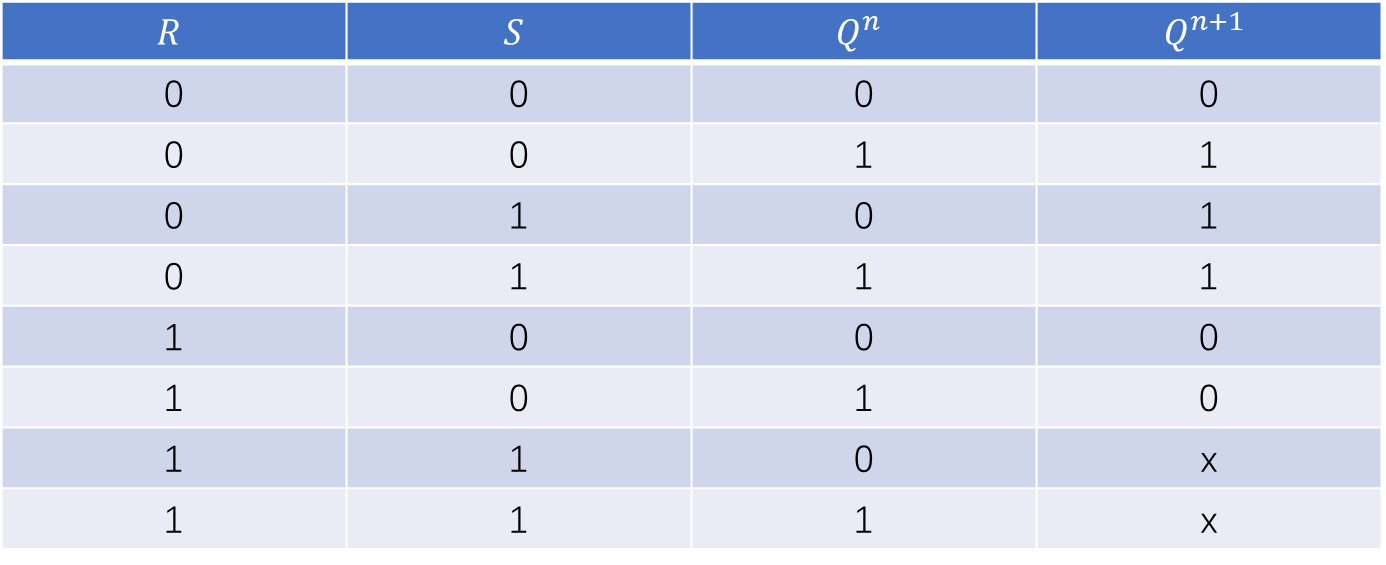 R S Qⁿ Qⁿ⁺¹
0 0 0 0
0 0 1 1
0 1 0 1
0 1 1 1
1 0 0 0
1 0 1 0
1 1 0 x
1 1 1 x